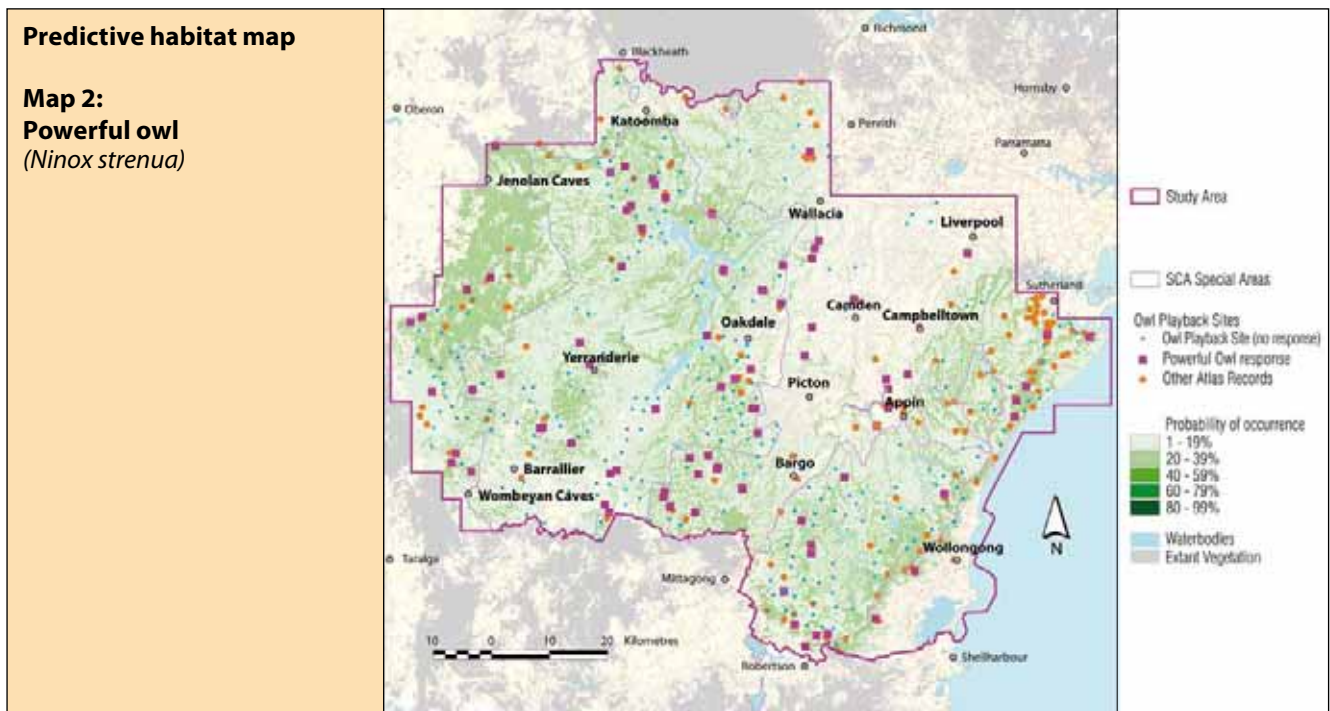 Predictive habitat map
Map 2:
Powerful owl
(Ninox strenua)
Richmond
Blackheath
Hornsby
Oberon
Katoomba
Penrith
Parramatta
Jenolan Caves
Wallacia
Liverpool
Sutherland
Camden
Campbelltown
Oakdale
Yerranderie
Picton
Appin
Barrallier
Bargo
Wombeyan Caves
Wollongong
N
Taralga
Mittagong
10 0 10 20 Kilometres
Robertson
Shellharbour
Study Area
SCA Special Areas
Owl Playback Sites
Owl Playback Site (no response)
Powerful Owl response
Other Atlas Records
Probability of occurrence
1 - 19%
20 - 39%
40 - 59%
60 - 79%
80 - 99%
Waterbodies
Extant Vegetation